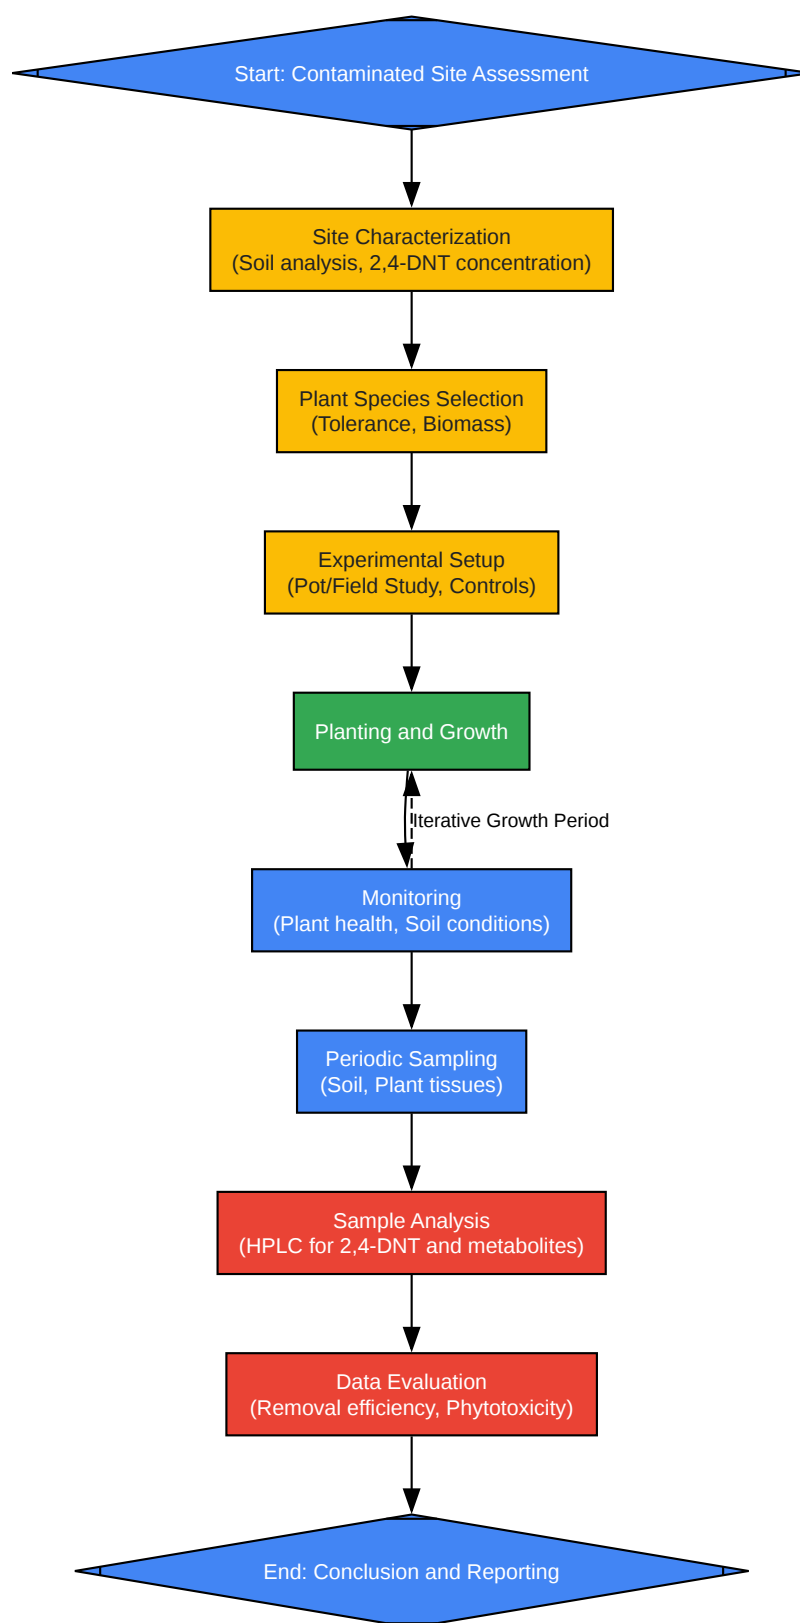 Start: Contaminated Site Assessment
Site Characterization
(Soil analysis, 2,4-DNT concentration)
Plant Species Selection
(Tolerance, Biomass)
Experimental Setup
(Pot/Field Study, Controls)
Planting and Growth
Iterative Growth Period
Monitoring
(Plant health, Soil conditions)
Periodic Sampling
(Soil, Plant tissues)
Sample Analysis
(HPLC for 2,4-DNT and metabolites)
Data Evaluation
(Removal efficiency, Phytotoxicity)
End: Conclusion and Reporting